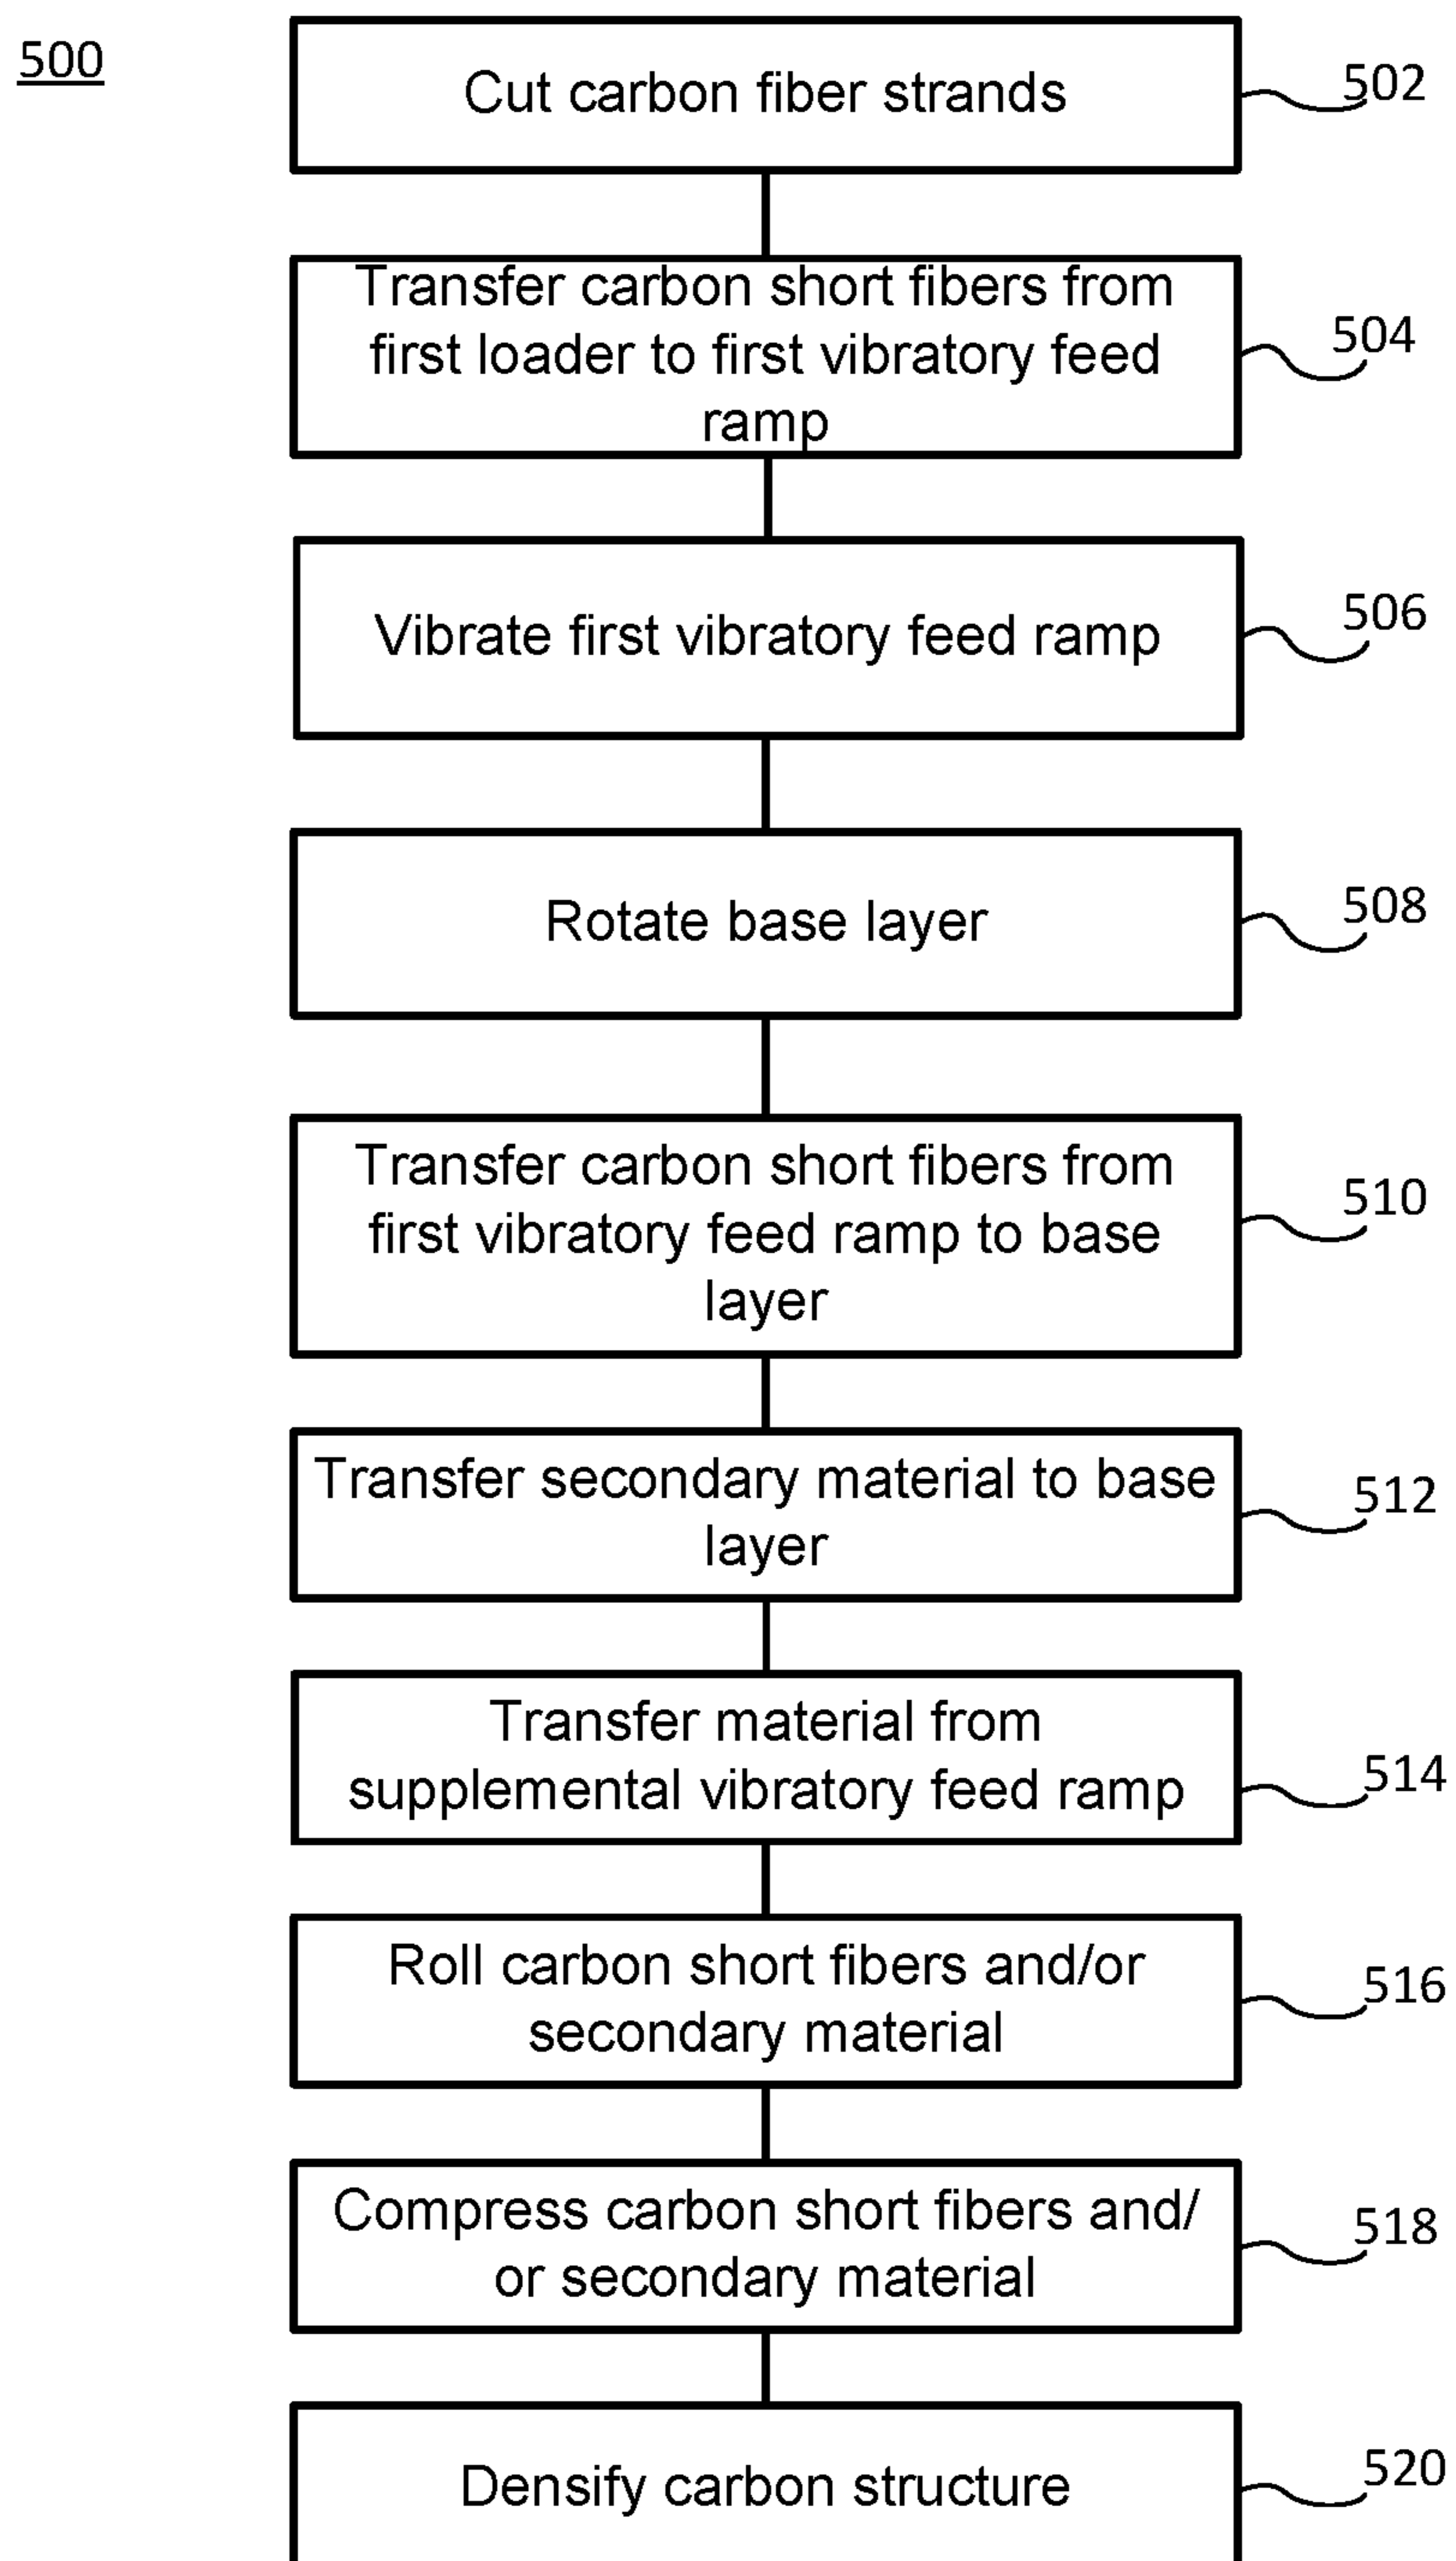 500
Cut carbon fiber strands
502
Transfer carbon short fibers from
first loader to first vibratory feed
ramp
504
Vibrate first vibratory feed ramp
506
Rotate base layer
508
Transfer carbon short fibers from
first vibratory feed ramp to base
layer
510
Transfer secondary material to base
layer
512
Transfer material from
supplemental vibratory feed ramp
514
Roll carbon short fibers and/or
secondary material
516
Compress carbon short fibers and/
or secondary material
518
Densify carbon structure
520